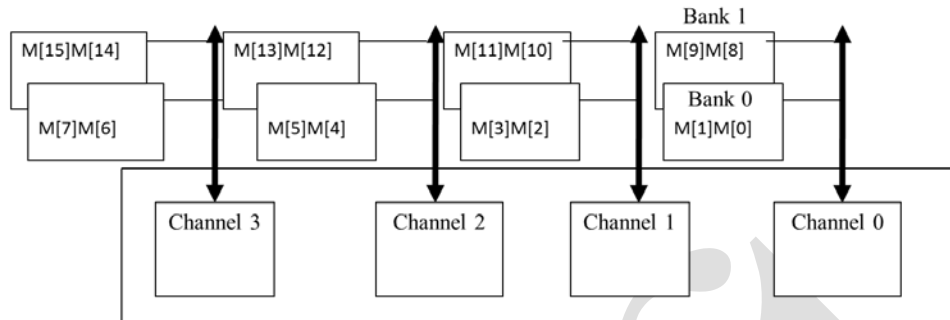 Bank 1
M[15]M[14] M[13]M[12] M[11]M[10] M[9]M[8]
Bank 0
M[7]M[6] M[5]M[4] M[3]M[2] M[1]M[0]
Channel 3 Channel 2 Channel 1 Channel 0